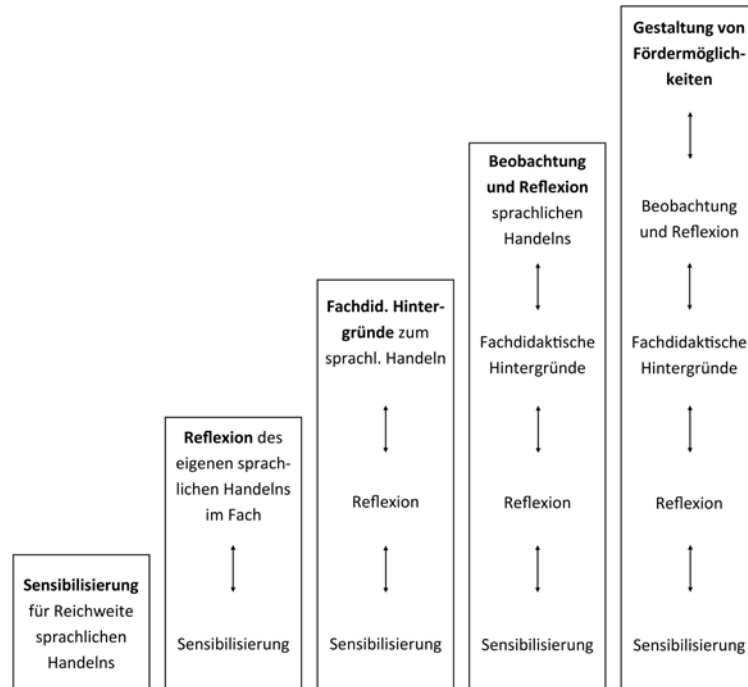 Sensibilisierung
für Reichweite
sprachlichen
Handelns
Reflexion des
eigenen sprach-
lichen Handelns
im Fach
Sensibilisierung
Fachdid. Hinter-
gründe zum
sprachl. Handeln
Reflexion
Sensibilisierung
Beobachtung
und Reflexion
sprachlichen
Handelns
Fachdidaktische
Hintergründe
Reflexion
Sensibilisierung
Gestaltung von
Fördermöglich-
keiten
Beobachtung
und Reflexion
Fachdidaktische
Hintergründe
Reflexion
Sensibilisierung